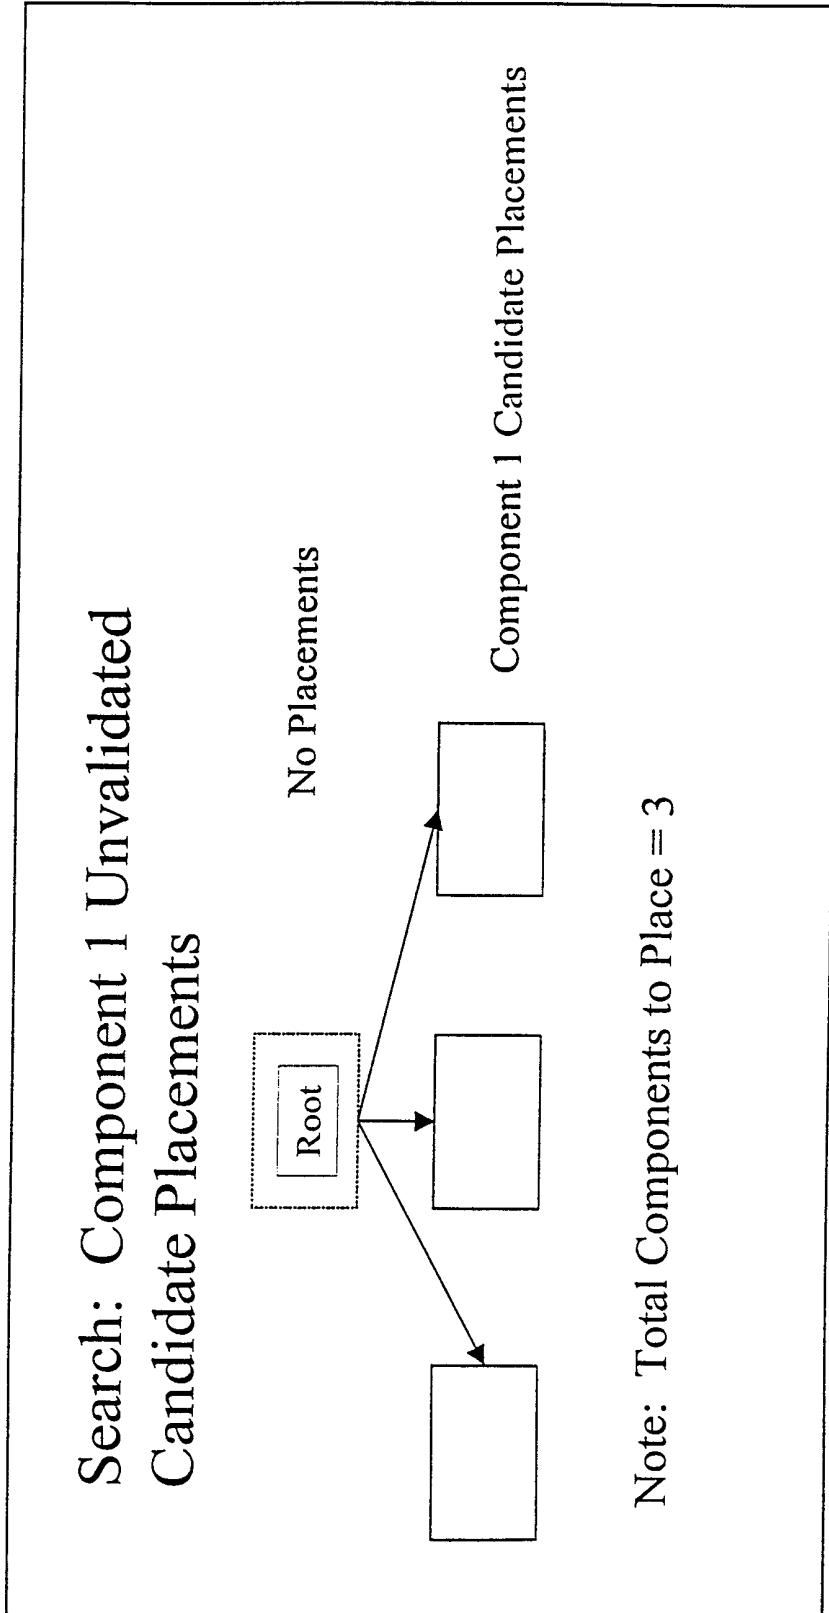 Search: Component 1 Unvalidated
Candidate Placements
Root
No Placements
Component 1 Candidate Placements
Note: Total Components to Place = 3